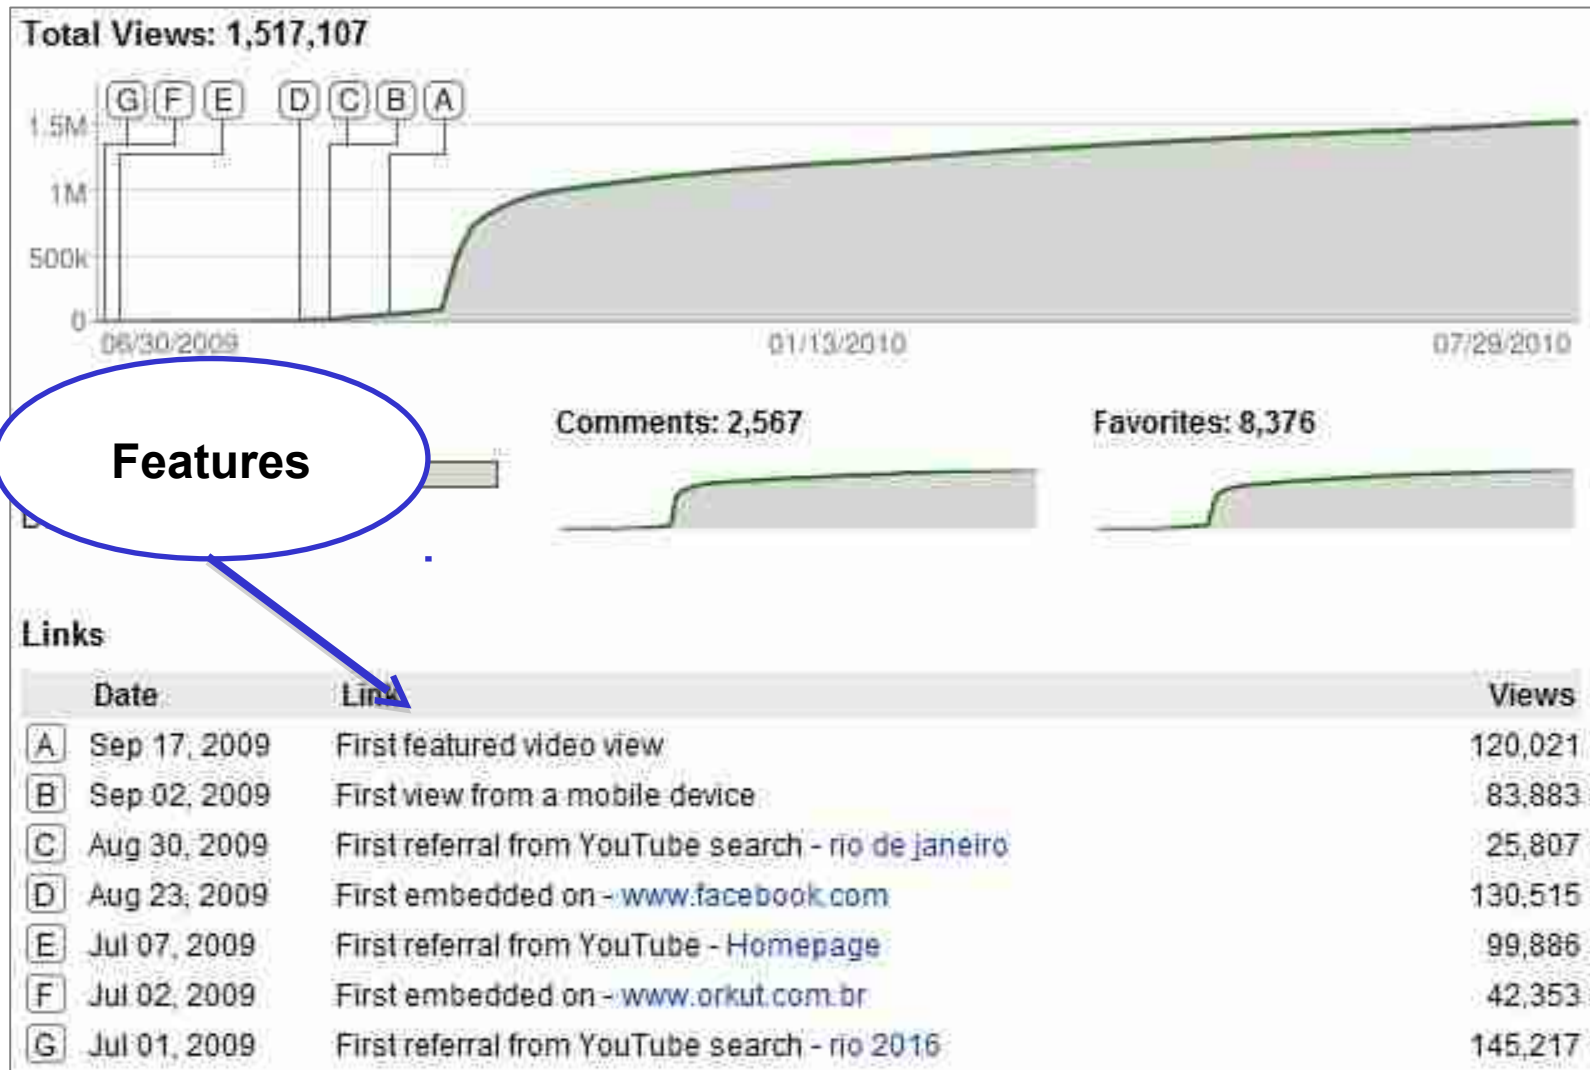 Total Views: 1,517,107
G F E D C B A
1.5M
1M
500k
0
06/30/2009 01/13/2010 07/29/2010
Features
Comments: 2,567 Favorites: 8,376
Links
Date Link Views
A Sep 17, 2009 First featured video view 120,021
B Sep 02, 2009 First view from a mobile device 83,883
C Aug 30, 2009 First referral from YouTube search - rio de janeiro 25,807
D Aug 23, 2009 First embedded on - www.facebook.com 130,515
E Jul 07, 2009 First referral from YouTube - Homepage 99,886
F Jul 02, 2009 First embedded on - www.orkut.com.br 42,353
G Jul 01, 2009 First referral from YouTube search - rio 2016 145,217